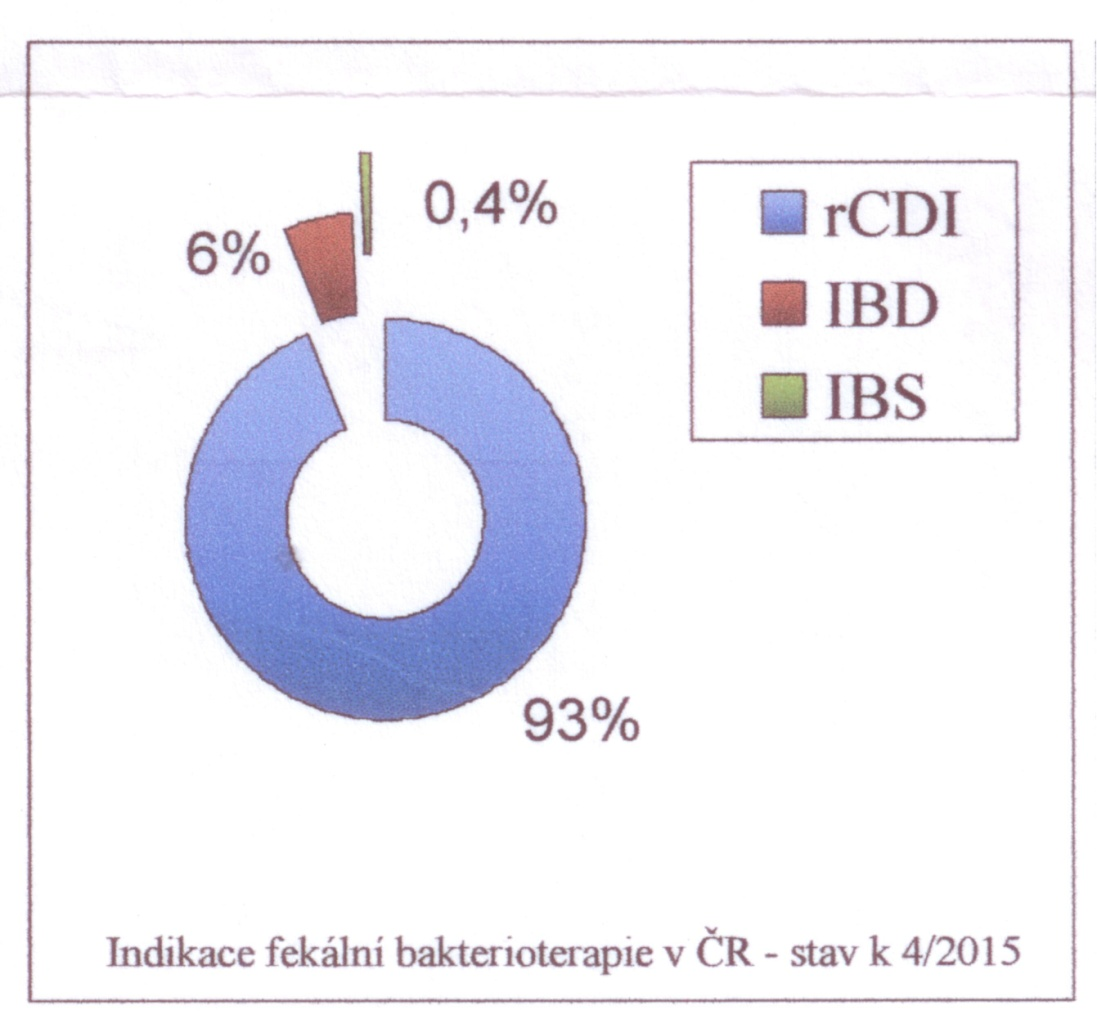 0,4%
6%
rCDI
IBD
IBS
93%
Indikace fekální bakterioterapie v ČR - stav k 4/2015